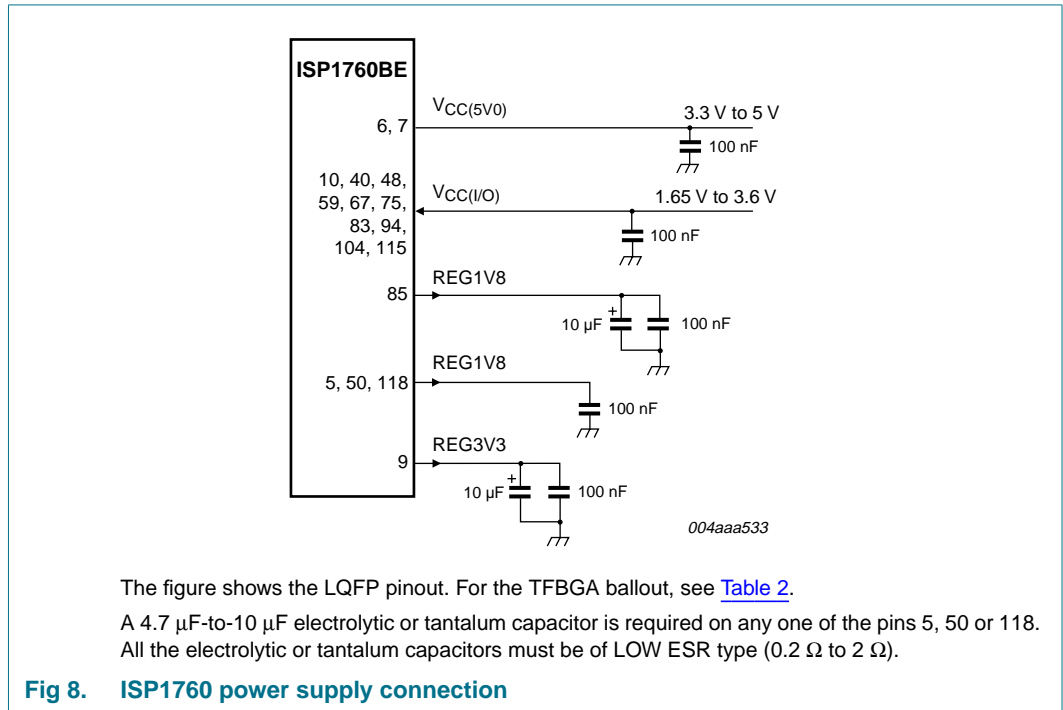 ISP1760BE
6, 7
VCC(5V0)
3.3 V to 5 V
100 nF
10, 40, 48,
59, 67, 75,
83, 94,
104, 115
VCC(I/O)
1.65 V to 3.6 V
100 nF
85
REG1V8
+
10 µF
100 nF
5, 50, 118
REG1V8
100 nF
9
REG3V3
+
10 µF
100 nF
004aaa533
The figure shows the LQFP pinout. For the TFBGA ballout, see Table 2.
A 4.7 µF-to-10 µF electrolytic or tantalum capacitor is required on any one of the pins 5, 50 or 118.
All the electrolytic or tantalum capacitors must be of LOW ESR type (0.2 Ω to 2 Ω).
Fig 8. ISP1760 power supply connection